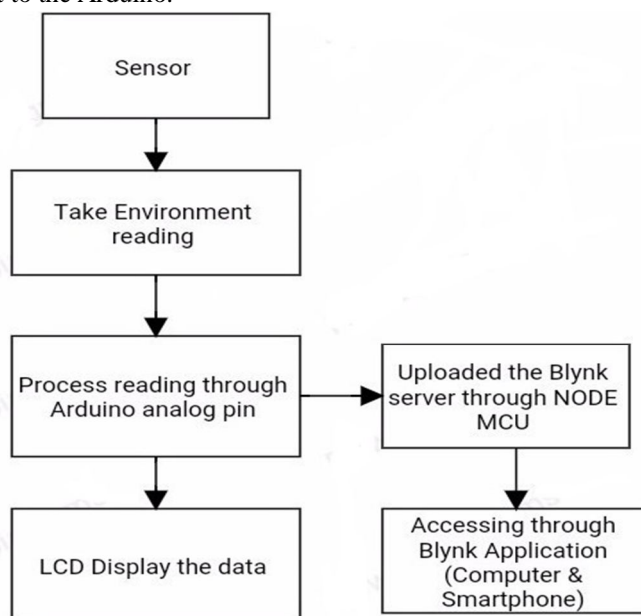 t to the Arduino.
Sensor
Take Environment
reading
Process reading through
Arduino analog pin
Uploaded the Blynk
server through NODE
MCU
LCD Display the data
Accessing through
Blynk Application
(Computer &
Smartphone)